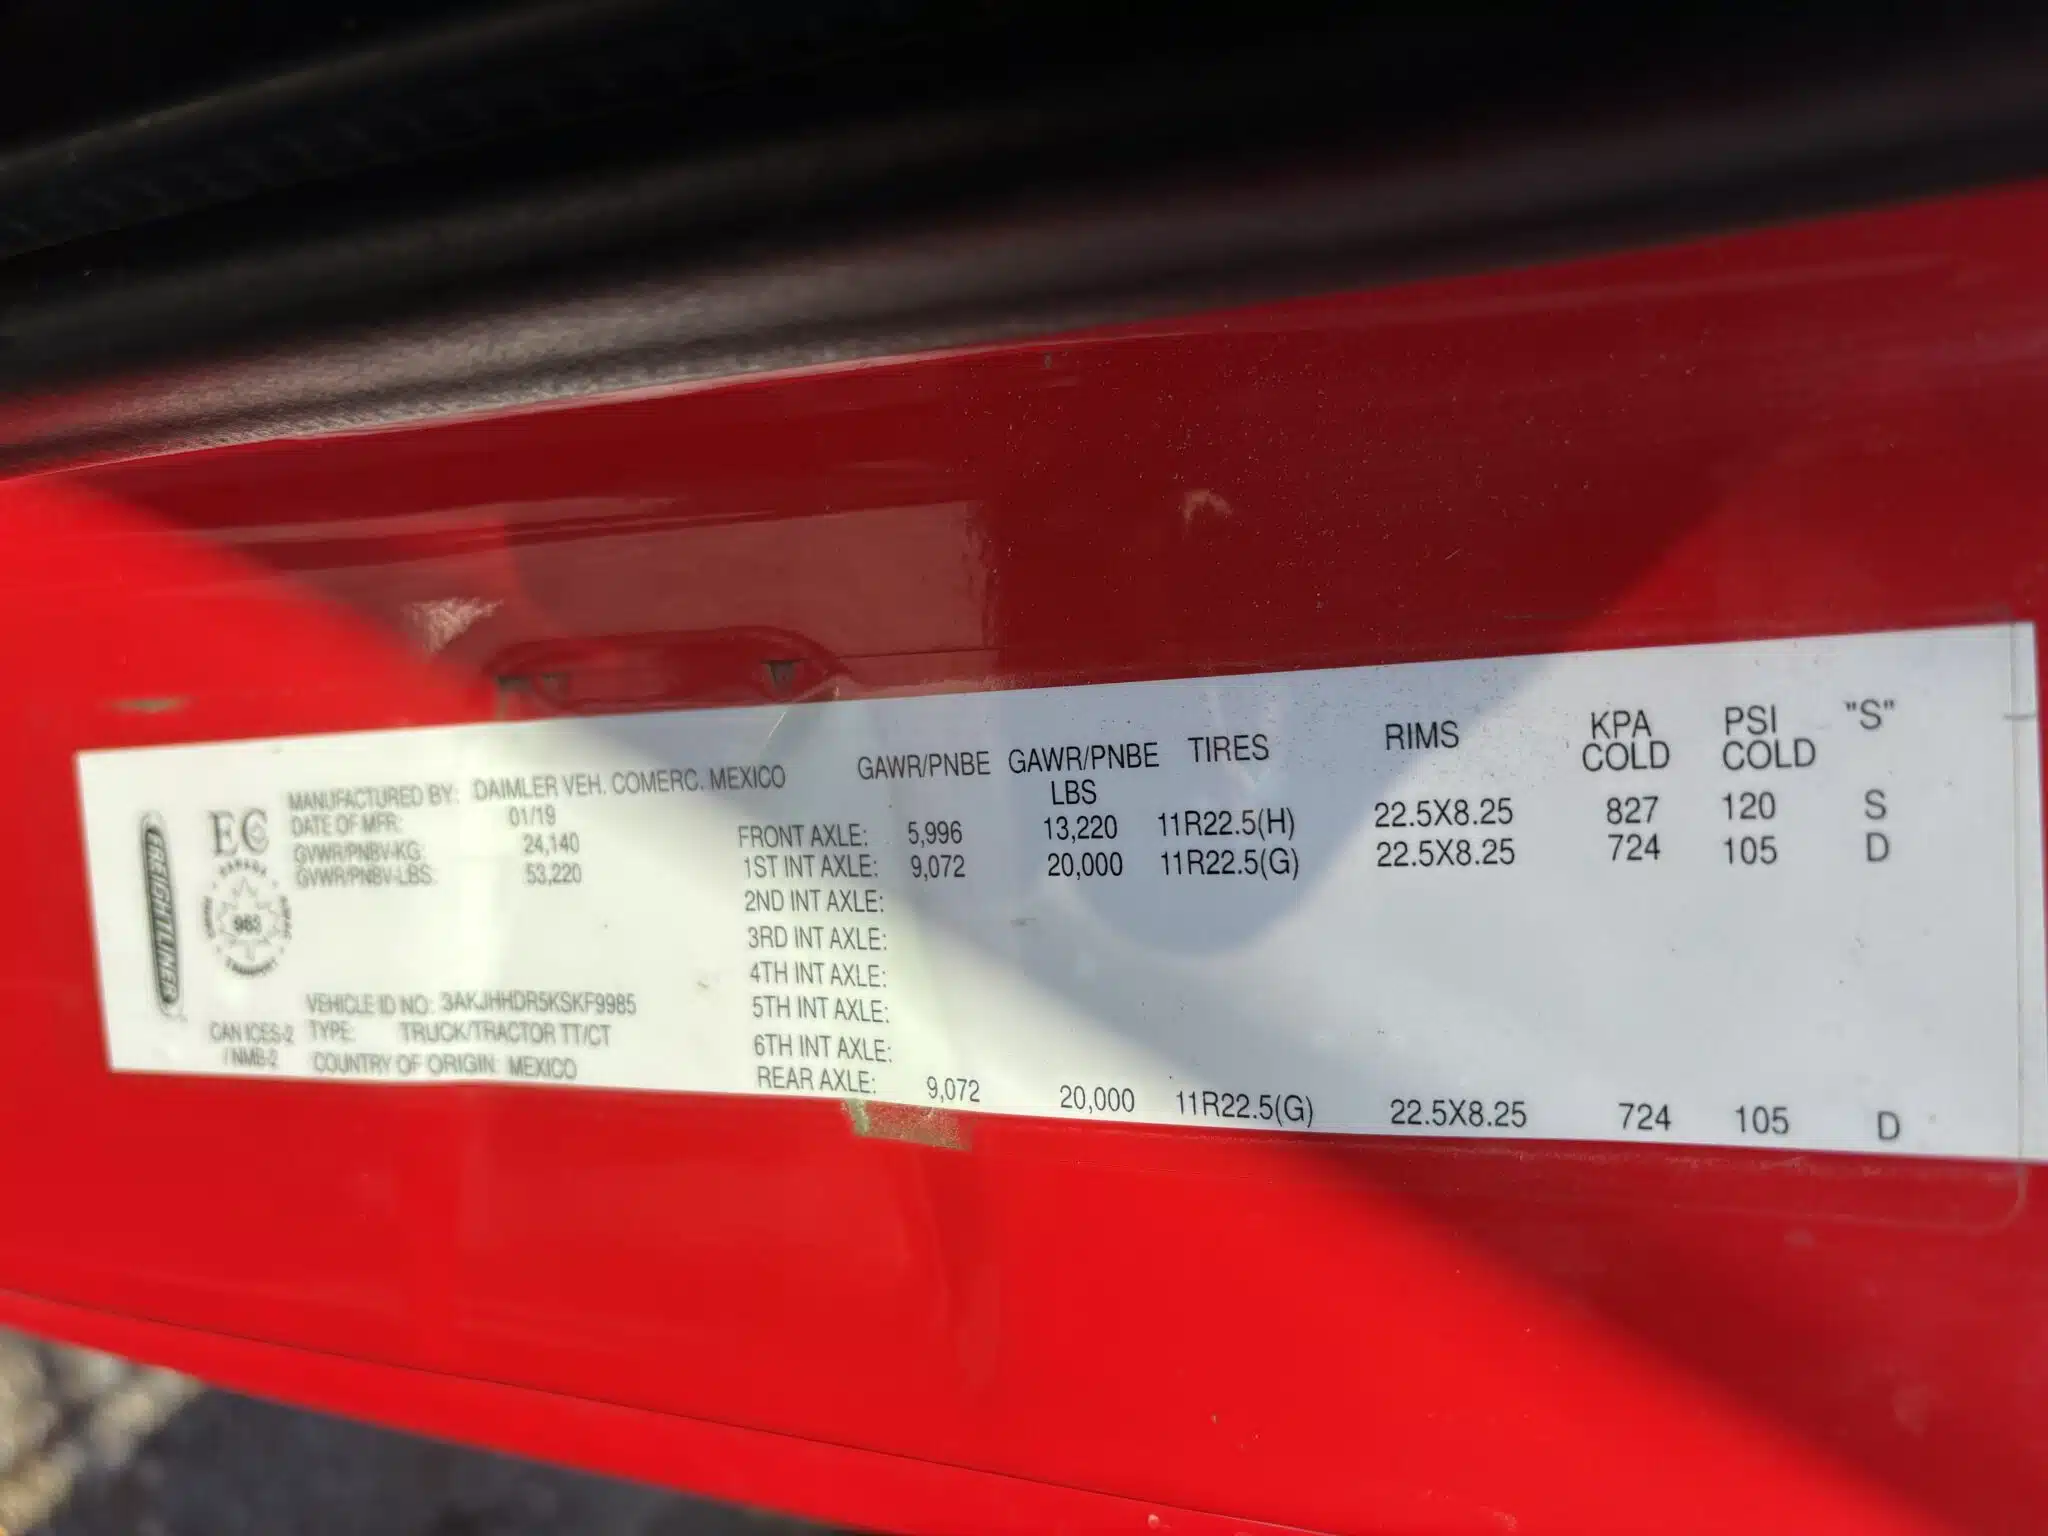 FREIGHTLINER
EC
CANADA
963
TRANSPORT
CAN ICES-2
/ NMB-2
MANUFACTURED BY: DAIMLER VEH. COMERC. MEXICO
DATE OF MFR: 01/19
GVWR/PNBV-KG: 24,140
GVWR/PNBV-LBS: 53,220
VEHICLE ID NO: 3AKJHHDR5KSKF9985
TYPE: TRUCK/TRACTOR TT/CT
COUNTRY OF ORIGIN: MEXICO
GAWR/PNBE GAWR/PNBE TIRES RIMS KPA PSI "S"
LBS COLD COLD
FRONT AXLE: 5,996 13,220 11R22.5(H) 22.5X8.25 827 120 S
1ST INT AXLE: 9,072 20,000 11R22.5(G) 22.5X8.25 724 105 D
2ND INT AXLE:
3RD INT AXLE:
4TH INT AXLE:
5TH INT AXLE:
6TH INT AXLE:
REAR AXLE: 9,072 20,000 11R22.5(G) 22.5X8.25 724 105 D